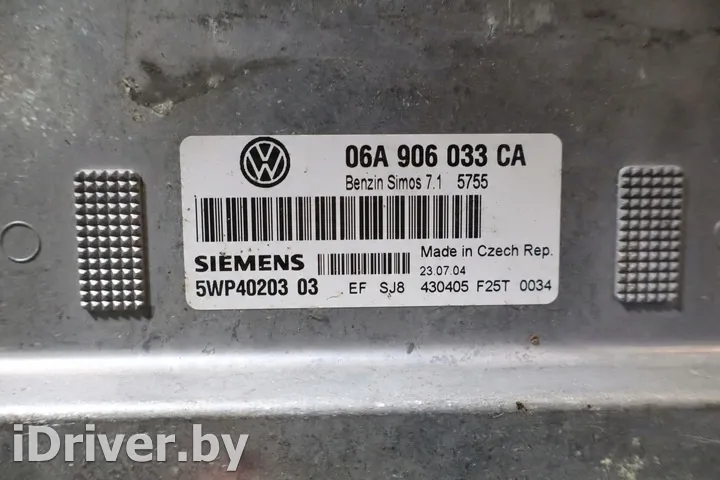 06A 906 033 CA
Benzin Simos 7.1 5755
SIEMENS
Made in Czech Rep.
23.07.04
5WP40203 03 EF SJ8 430405 F25T 0034
iDriver.by